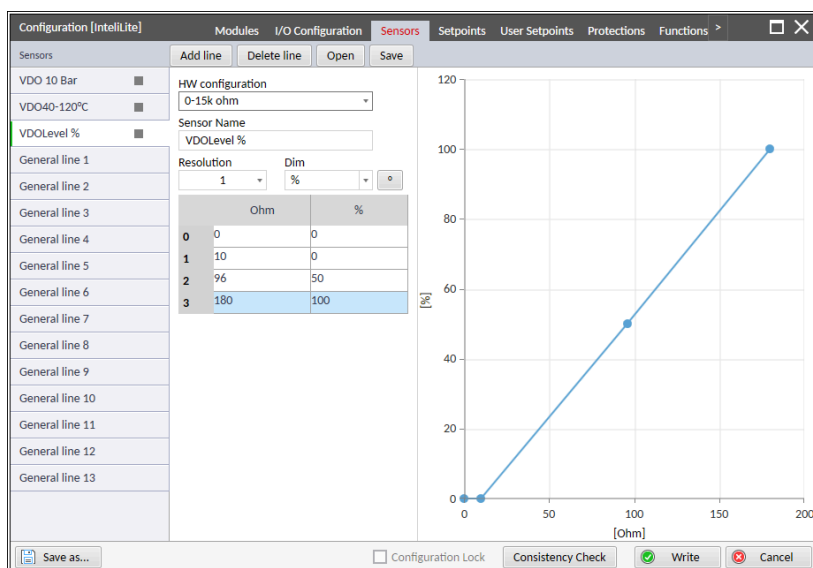 Configuration [InteliLite]
Modules I/O Configuration Sensors Setpoints User Setpoints Protections Functions >
Sensors
Add line Delete line Open Save
VDO 10 Bar
VDO40-120ºC
VDOLevel %
General line 1
General line 2
General line 3
General line 4
General line 5
General line 6
General line 7
General line 8
General line 9
General line 10
General line 11
General line 12
General line 13
HW configuration
0-15k ohm
Sensor Name
VDOLevel %
Resolution Dim
1 % º
Ohm %
0 0 0
1 10 0
2 96 50
3 180 100
120
100
80
60
40
20
0
[%]
0 50 100 150 200
[Ohm]
Save as... Configuration Lock Consistency Check Write Cancel